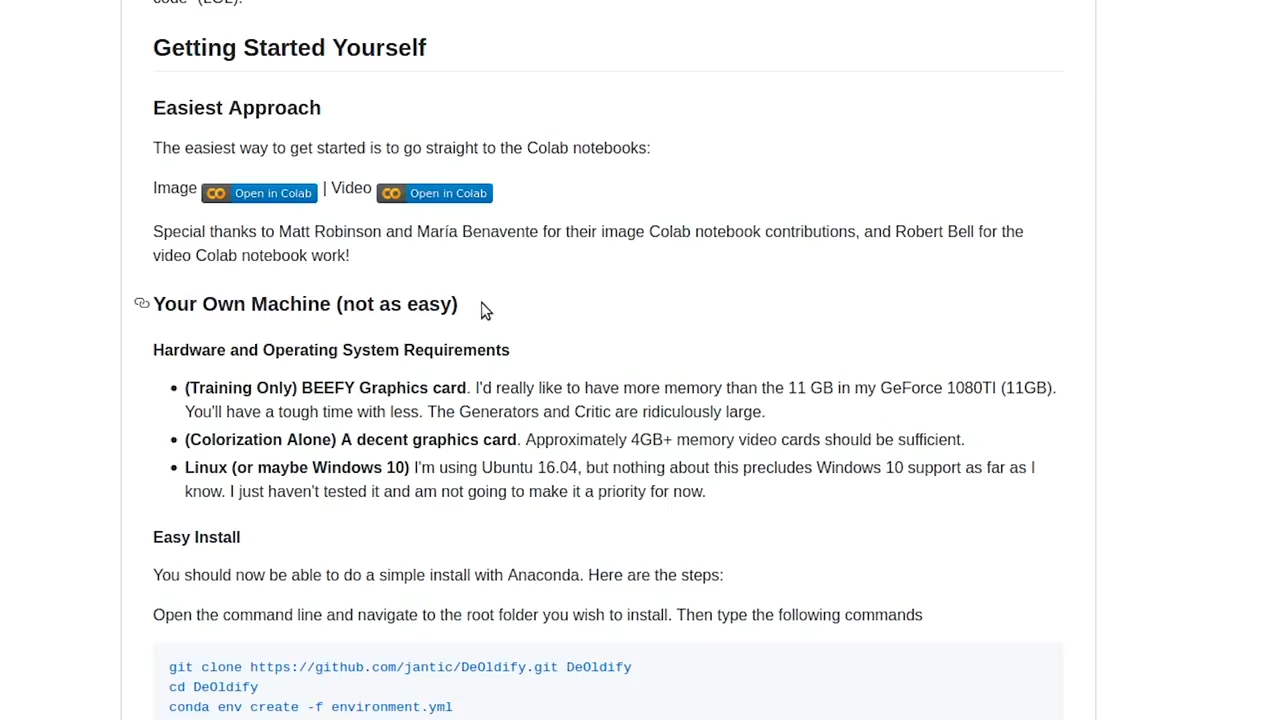 code" (LOL).
Getting Started Yourself
Easiest Approach
The easiest way to get started is to go straight to the Colab notebooks:
Image Open in Colab | Video Open in Colab
Special thanks to Matt Robinson and María Benavente for their image Colab notebook contributions, and Robert Bell for the
video Colab notebook work!
Your Own Machine (not as easy)
Hardware and Operating System Requirements
• (Training Only) BEEFY Graphics card. I'd really like to have more memory than the 11 GB in my GeForce 1080TI (11GB).
You'll have a tough time with less. The Generators and Critic are ridiculously large.
• (Colorization Alone) A decent graphics card. Approximately 4GB+ memory video cards should be sufficient.
• Linux (or maybe Windows 10) I'm using Ubuntu 16.04, but nothing about this precludes Windows 10 support as far as I
know. I just haven't tested it and am not going to make it a priority for now.
Easy Install
You should now be able to do a simple install with Anaconda. Here are the steps:
Open the command line and navigate to the root folder you wish to install. Then type the following commands
git clone https://github.com/jantic/DeOldify.git DeOldify
cd DeOldify
conda env create -f environment.yml